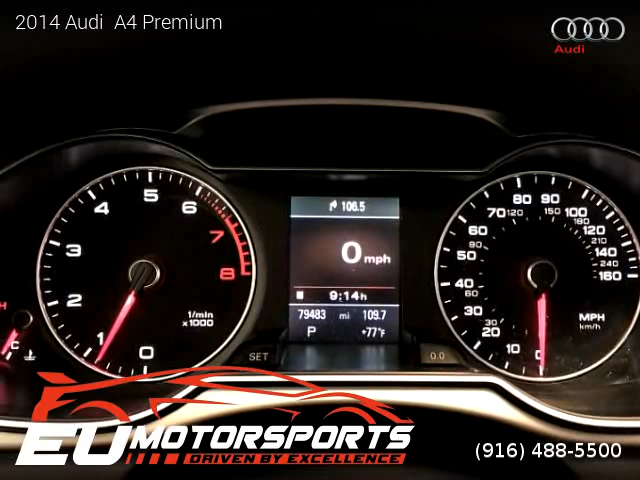 2014 Audi A4 Premium
Audi
106.5
0 mph
9:14h
79483 mi 109.7
P +77°F
0 1 2 3 4 5 6 7 8
1/min
x1000
H
C
SET
0.0
0 10 20 30 40 50 60 70 80 90 100 120 140 160
30 60 90 120 150 180 210 240
MPH
km/h
EU MOTORSPORTS
DRIVEN BY EXCELLENCE
(916) 488-5500